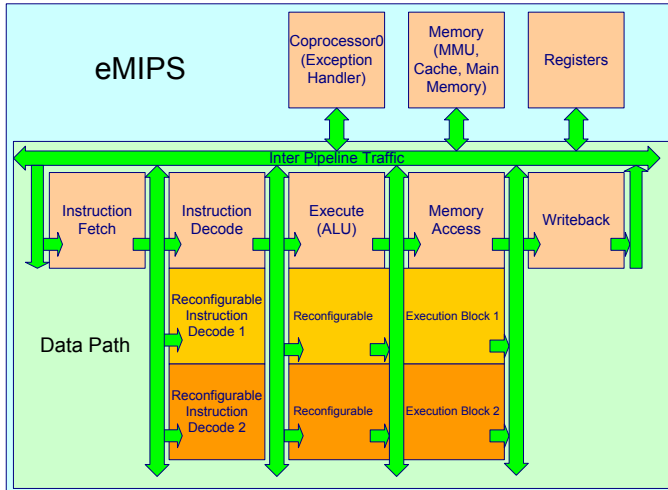 eMIPS
Coprocessor0
(Exception
Handler)
Memory
(MMU,
Cache, Main
Memory)
Registers
Inter Pipeline Traffic
Instruction
Fetch
Instruction
Decode
Execute
(ALU)
Memory
Access
Writeback
Data Path
Reconfigurable
Instruction
Decode 1
Reconfigurable
Execution Block 1
Reconfigurable
Instruction
Decode 2
Reconfigurable
Execution Block 2